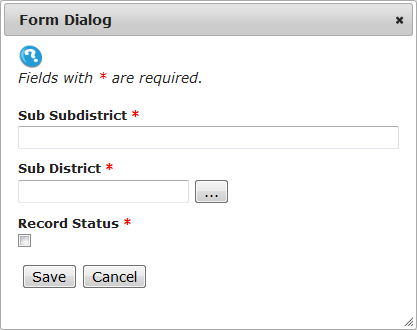 Form Dialog
Fields with * are required.
Sub Subdistrict *
Sub District *
...
Record Status *
Save Cancel